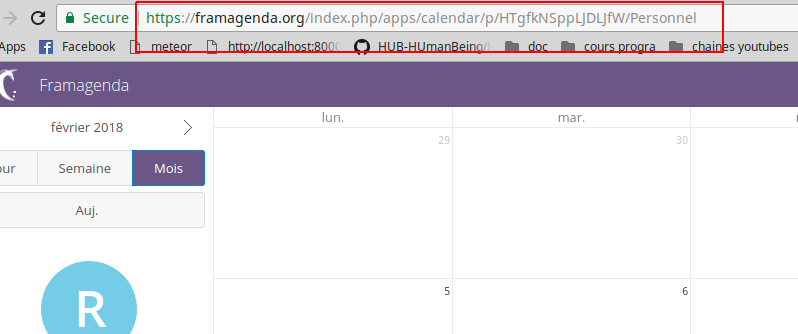 Secure https://framagenda.org/index.php/apps/calendar/p/HTgfkNSppLJDLJfW/Personnel
Apps Facebook meteor http://localhost:8000 HUB-HUmanBeing/ doc cours progra chaines youtubes
Framagenda
février 2018
our Semaine Mois
Auj.
R
lun. mar.
29 30
5 6